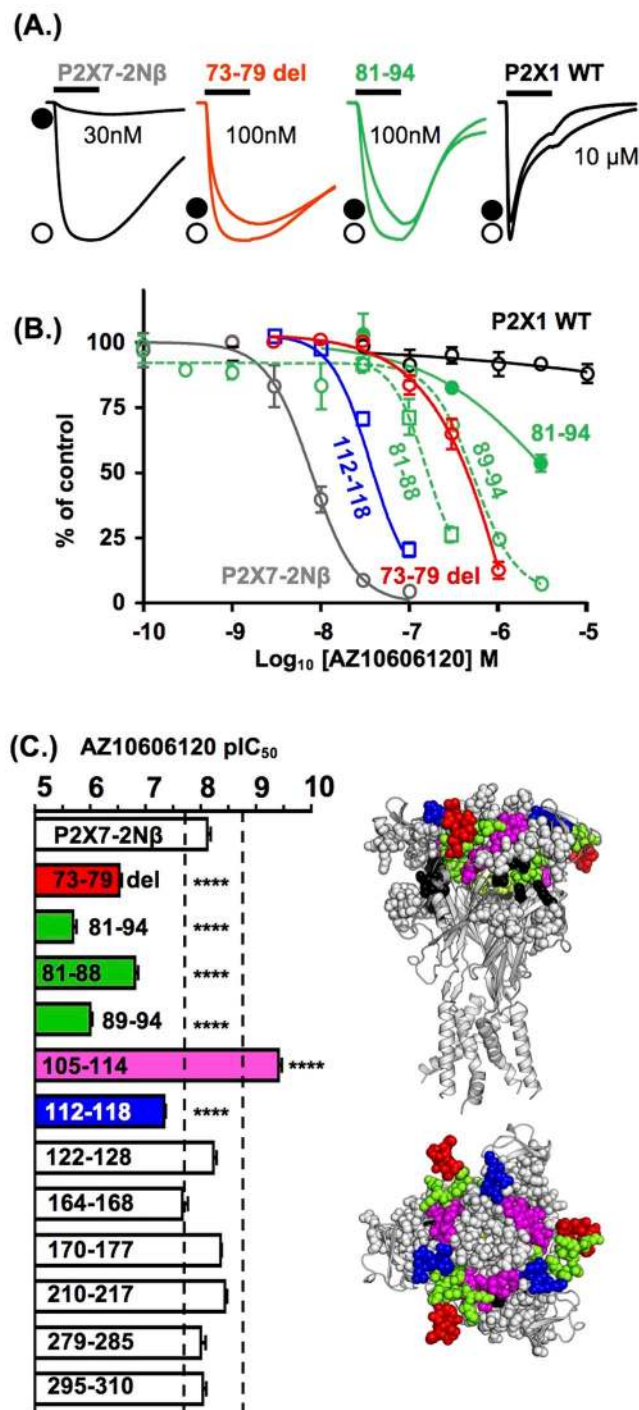 (A.)
P2X7-2Nβ 73-79 del 81-94 P2X1 WT
30nM 100nM 100nM 10 µM
(B.)
P2X1 WT
81-94
112-118
81-88
89-94
P2X7-2Nβ
73-79 del
% of control
100
75
50
25
0
-10 -9 -8 -7 -6 -5
Log₁₀ [AZ10606120] M
(C.) AZ10606120 pIC₅₀
5 6 7 8 9 10
P2X7-2Nβ
73-79 del ****
81-94 ****
81-88 ****
89-94 ****
105-114 ****
112-118 ****
122-128
164-168
170-177
210-217
279-285
295-310